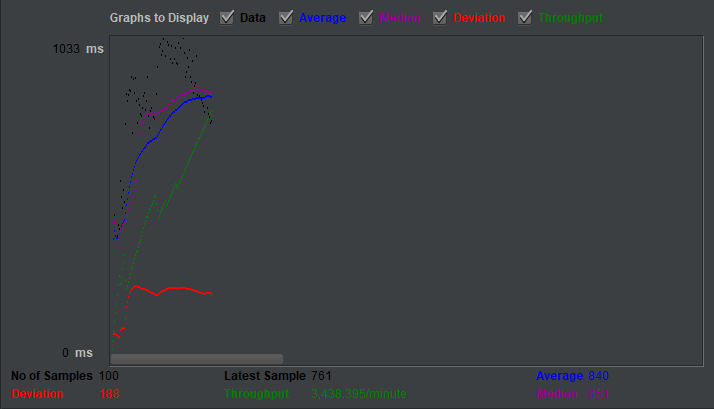 Graphs to Display Data Average Median Deviation Throughput
1033 ms
0 ms
No of Samples 100 Latest Sample 761 Average 840
Deviation 188 Throughput 3,438.395/minute Median